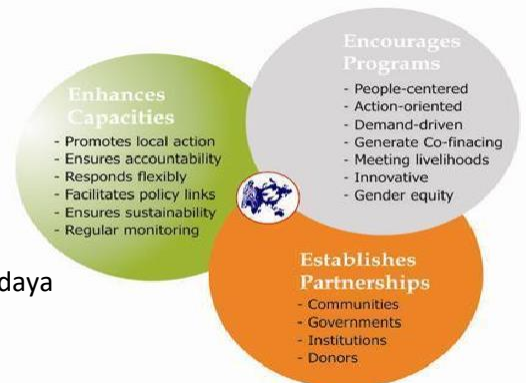 Enhances
Capacities
- Promotes local action
- Ensures accountability
- Responds flexibly
- Facilitates policy links
- Ensures sustainability
- Regular monitoring
Encourages
Programs
- People-centered
- Action-oriented
- Demand-driven
- Generate Co-finacing
- Meeting livelihoods
- Innovative
- Gender equity
daya
Establishes
Partnerships
- Communities
- Governments
- Institutions
- Donors